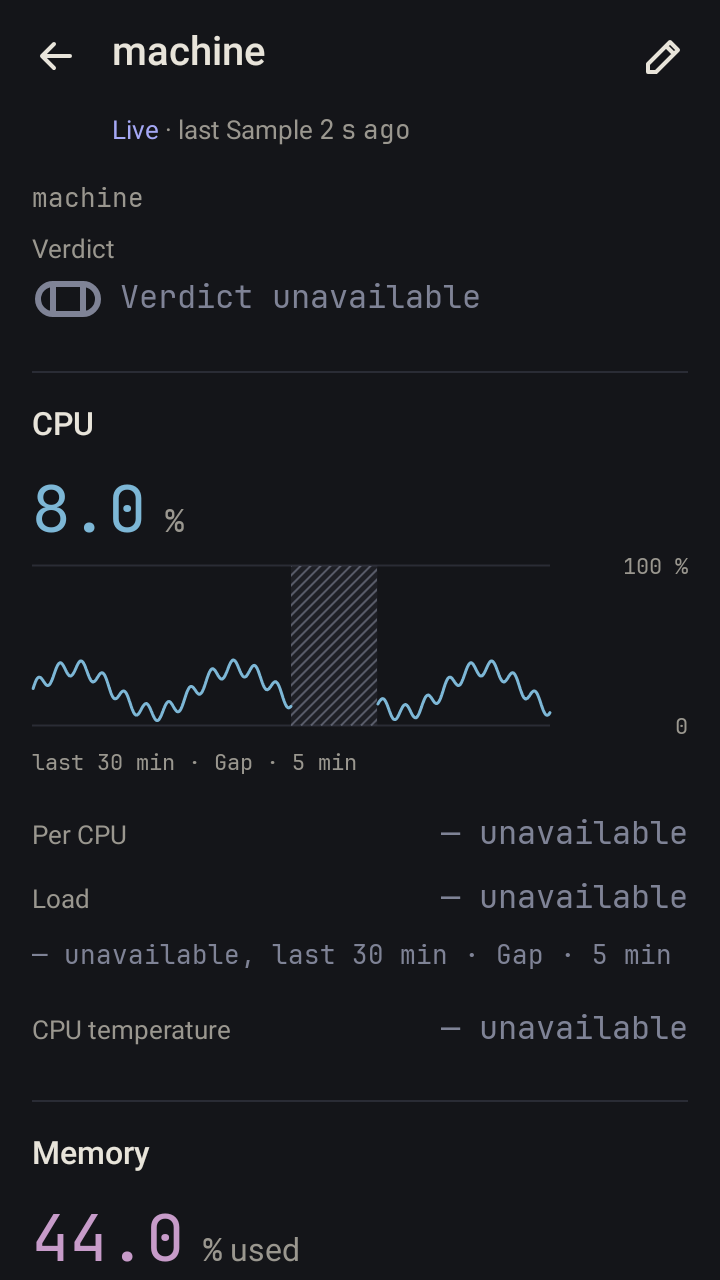 machine
Live · last Sample 2 s ago
machine
Verdict
Verdict unavailable
CPU
8.0 %
100 %
0
last 30 min · Gap · 5 min
Per CPU — unavailable
Load — unavailable
— unavailable, last 30 min · Gap · 5 min
CPU temperature — unavailable
Memory
44.0 % used